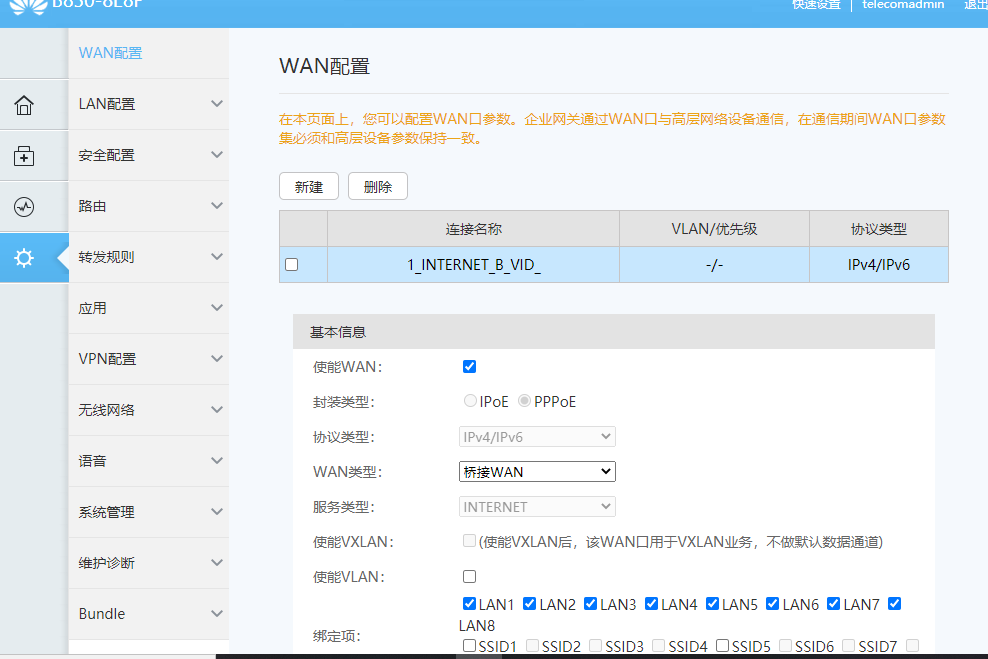 B850-8L8P
快速设置
telecomadmin
退出
WAN配置
LAN配置
安全配置
路由
转发规则
应用
VPN配置
无线网络
语音
系统管理
维护诊断
Bundle
WAN配置
在本页面上，您可以配置WAN口参数。企业网关通过WAN口与高层网络设备通信，在通信期间WAN口参数
集必须和高层设备参数保持一致。
新建 删除
连接名称 VLAN/优先级 协议类型
1_INTERNET_B_VID_ -/- IPv4/IPv6
基本信息
使能WAN：
封装类型： IPoE PPPoE
协议类型： IPv4/IPv6
WAN类型： 桥接WAN
服务类型： INTERNET
使能VXLAN： (使能VXLAN后，该WAN口用于VXLAN业务，不做默认数据通道)
使能VLAN：
绑定项：
LAN1 LAN2 LAN3 LAN4 LAN5 LAN6 LAN7
LAN8
SSID1 SSID2 SSID3 SSID4 SSID5 SSID6 SSID7